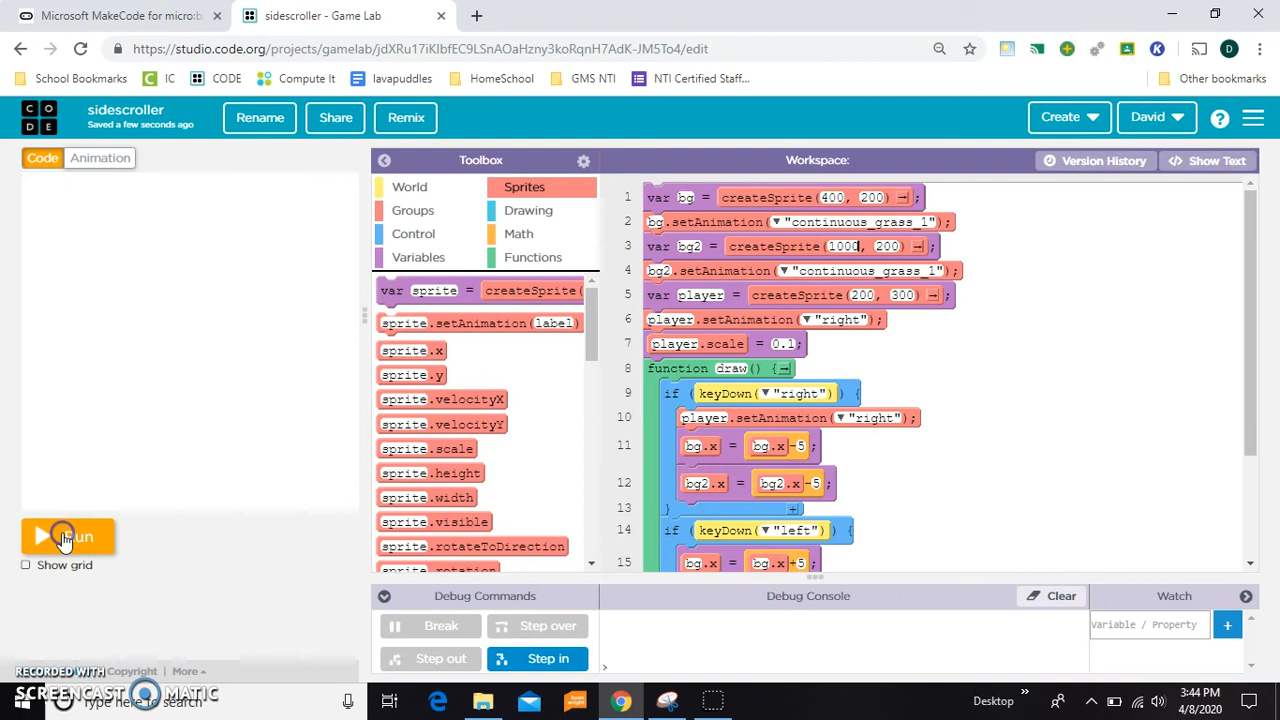 Microsoft MakeCode for micro:b
sidescroller - Game Lab
https://studio.code.org/projects/gamelab/jdXRu17iKIbfEC9LSnAOaHzny3koRqnH7AdK-JM5To4/edit
School Bookmarks
IC
CODE
Compute It
lavapuddles
HomeSchool
GMS NTI
NTI Certified Staff...
Other bookmarks
C O
D E
sidescroller
Saved a few seconds ago
Rename
Share
Remix
Create
David
Code
Animation
Toolbox
Workspace:
Version History
</> Show Text
World
Sprites
Groups
Drawing
Control
Math
Variables
Functions
var sprite = createSprite(
sprite.setAnimation(label)
sprite.x
sprite.y
sprite.velocityX
sprite.velocityY
sprite.scale
sprite.height
sprite.width
sprite.visible
sprite.rotateToDirection
sprite.rotation
1 var bg = createSprite(400, 200);
2 bg.setAnimation("continuous_grass_1");
3 var bg2 = createSprite(1000, 200);
4 bg2.setAnimation("continuous_grass_1");
5 var player = createSprite(200, 300);
6 player.setAnimation("right");
7 player.scale = 0.1;
8 function draw() {
9 if (keyDown("right")) {
10 player.setAnimation("right");
11 bg.x = bg.x-5;
12 bg2.x = bg2.x-5;
13 }
14 if (keyDown("left")) {
15 bg.x = bg.x+5;
Run
Show grid
Debug Commands
Debug Console
Clear
Watch
Break
Step over
Step out
Step in
Variable / Property
+
>
Copyright
More
RECORDED WITH
SCREENCAST MATIC
Type here to search
Desktop
3:44 PM
4/8/2020